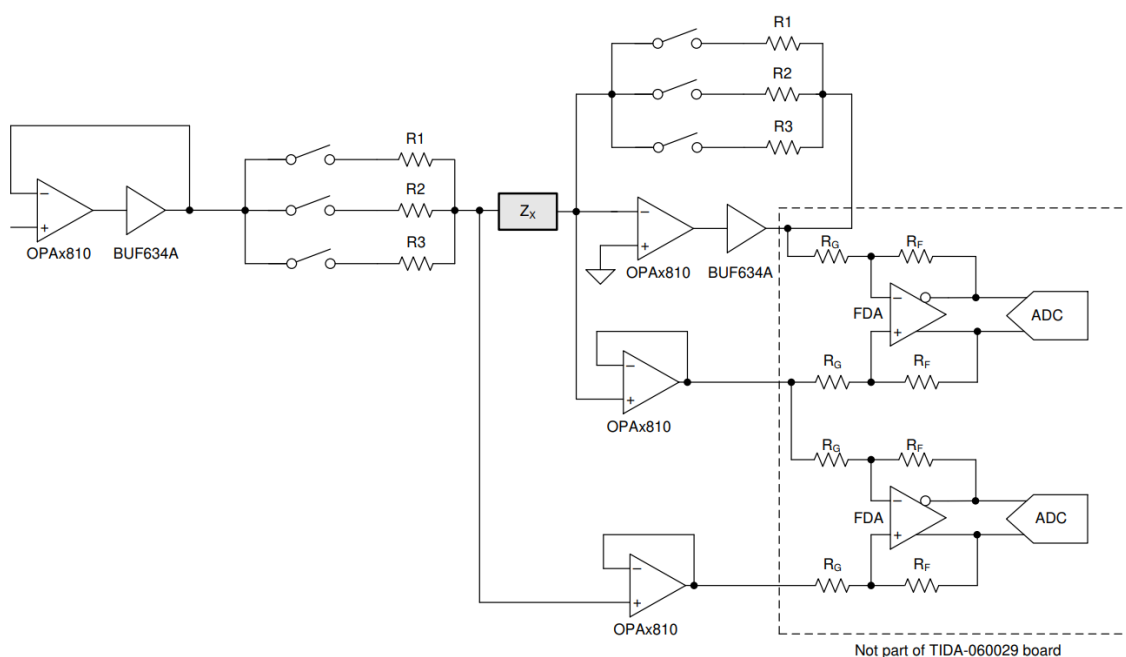 R1
R2
R3
R1
R2
R3
ZX
−
+
OPAx810
BUF634A
−
+
OPAx810
BUF634A
RG
RF
−
+
FDA
ADC
RG
RF
−
+
OPAx810
RG
RF
−
+
FDA
ADC
RG
RF
−
+
OPAx810
Not part of TIDA-060029 board